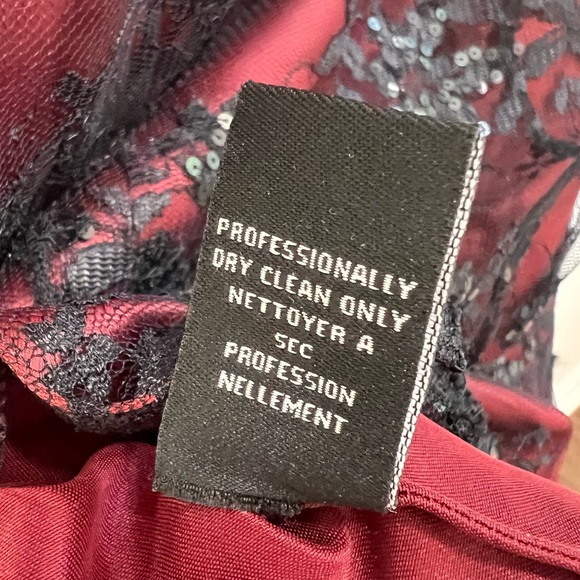 PROFESSIONALLY
DRY CLEAN ONLY
NETTOYER A
SEC
PROFESSION
NELLEMENT